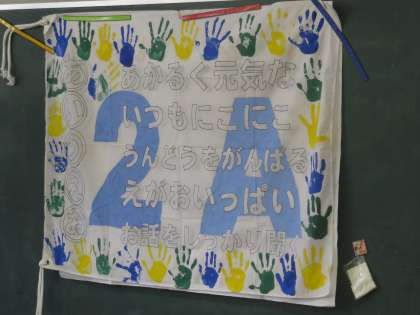 2A
あかるく元気な
いつもにこにこ
うんどうをがんばる
えがおいっぱい
お話をしっかり聞く